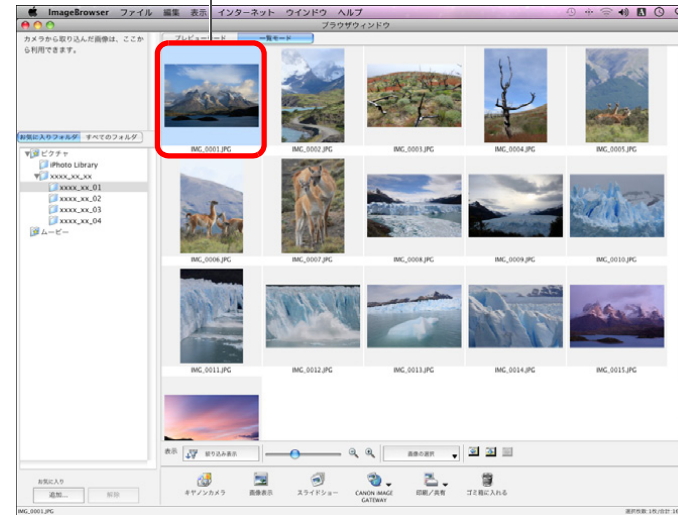 ImageBrowser ファイル 編集 表示 インターネット ウインドウ ヘルプ
ブラウザウィンドウ
カメラから取り込んだ画像は、ここか
ら利用できます。
プレビューモード 一覧モード
お気に入りフォルダ すべてのフォルダ
ピクチャ
iPhoto Library
xxxx_xx_xx
xxxx_xx_01
xxxx_xx_02
xxxx_xx_03
xxxx_xx_04
ムービー
IMG_0001.JPG IMG_0002.JPG IMG_0003.JPG IMG_0004.JPG IMG_0005.JPG
IMG_0006.JPG IMG_0007.JPG IMG_0008.JPG IMG_0009.JPG IMG_0010.JPG
IMG_0011.JPG IMG_0012.JPG IMG_0013.JPG IMG_0014.JPG IMG_0015.JPG
表示 絞り込み表示 画像の選択
お気に入り
追加... 解除
キヤノンカメラ 画像表示 スライドショー CANON IMAGE GATEWAY 印刷／共有 ゴミ箱に入れる
IMG_0001.JPG